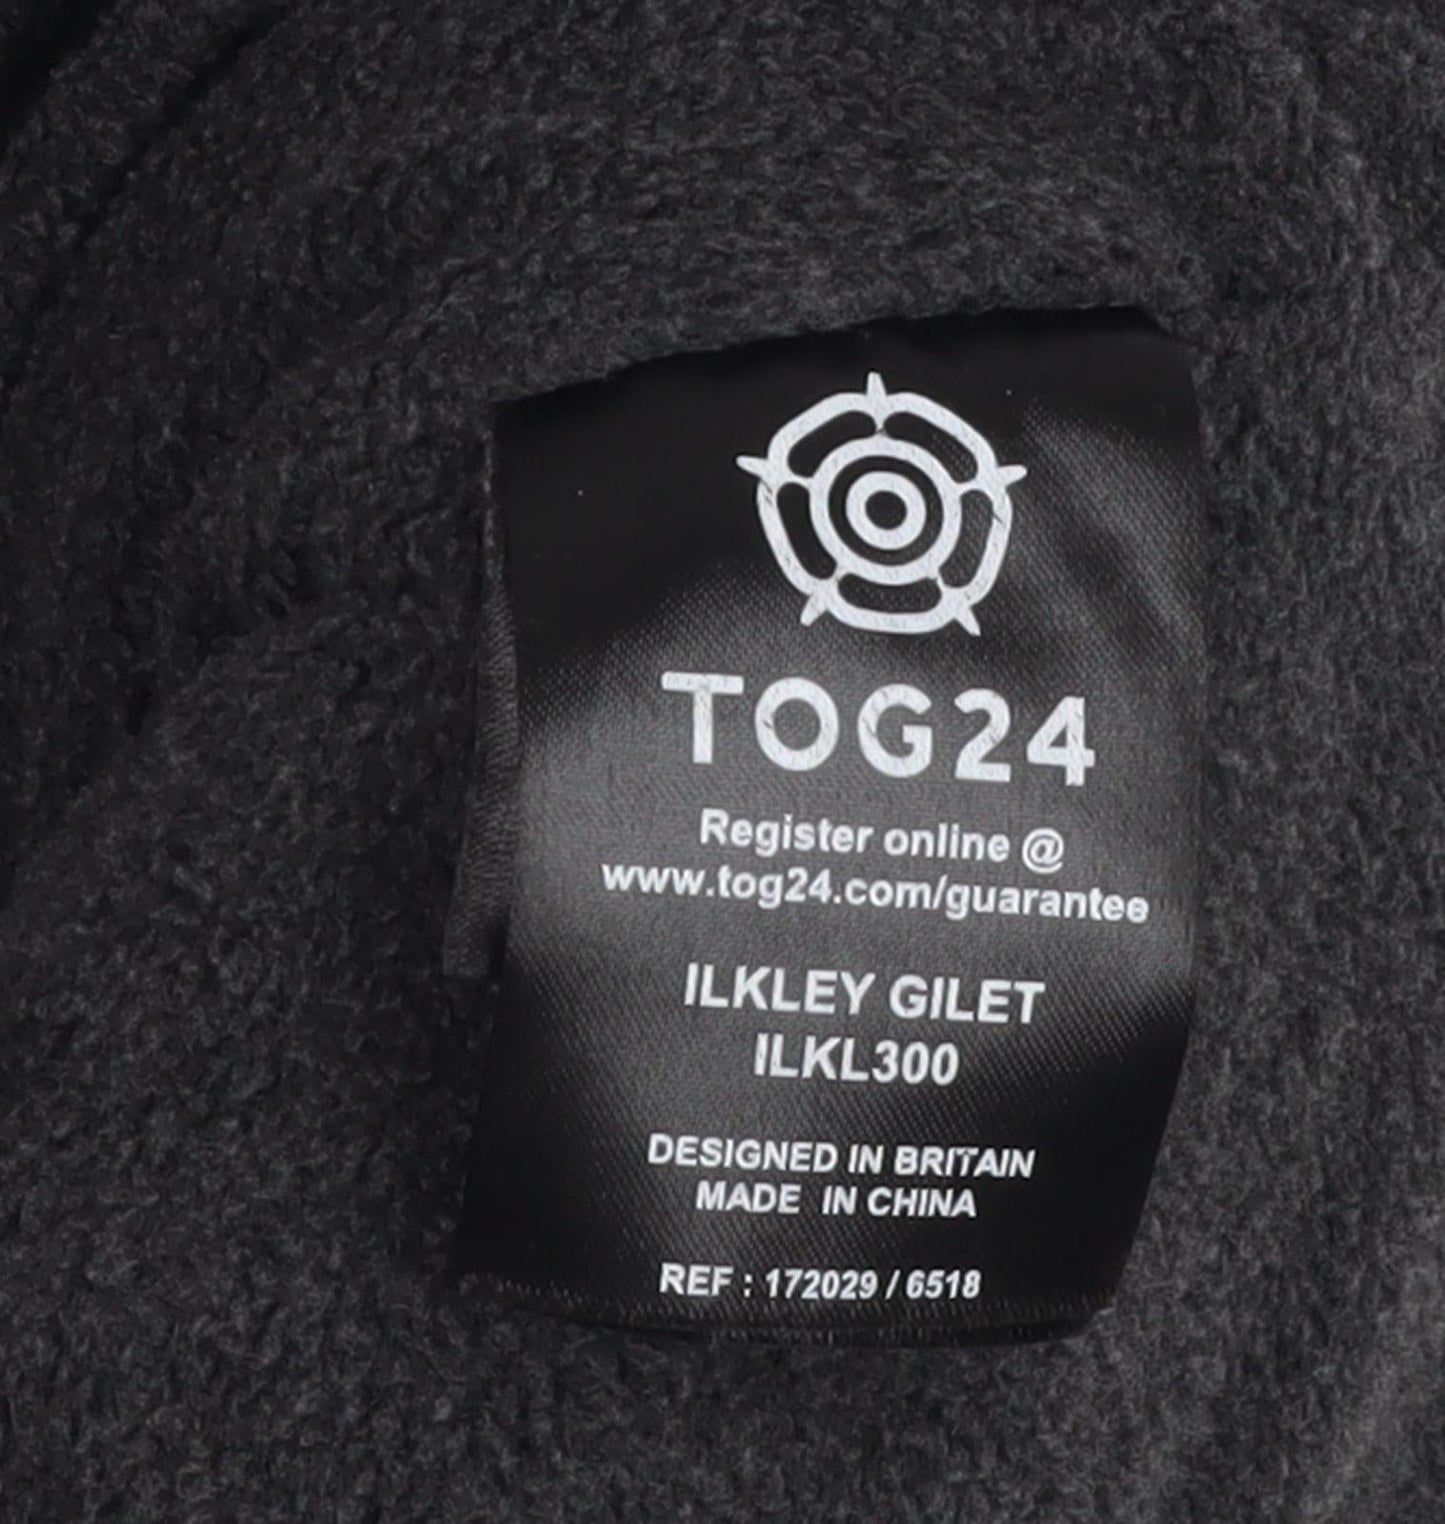 TOG24
Register online @
www.tog24.com/guarantee
ILKLEY GILET
ILKL300
DESIGNED IN BRITAIN
MADE IN CHINA
REF : 172029 / 6518